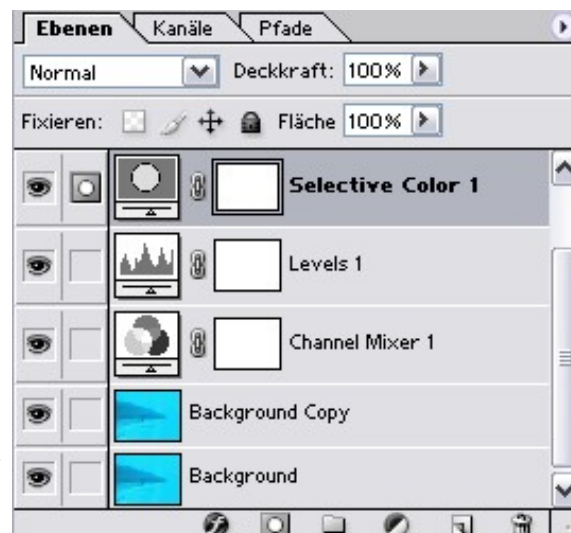 Ebenen Kanäle Pfade
Normal Deckkraft: 100%
Fixieren: Fläche 100%
Selective Color 1
Levels 1
Channel Mixer 1
Background Copy
Background